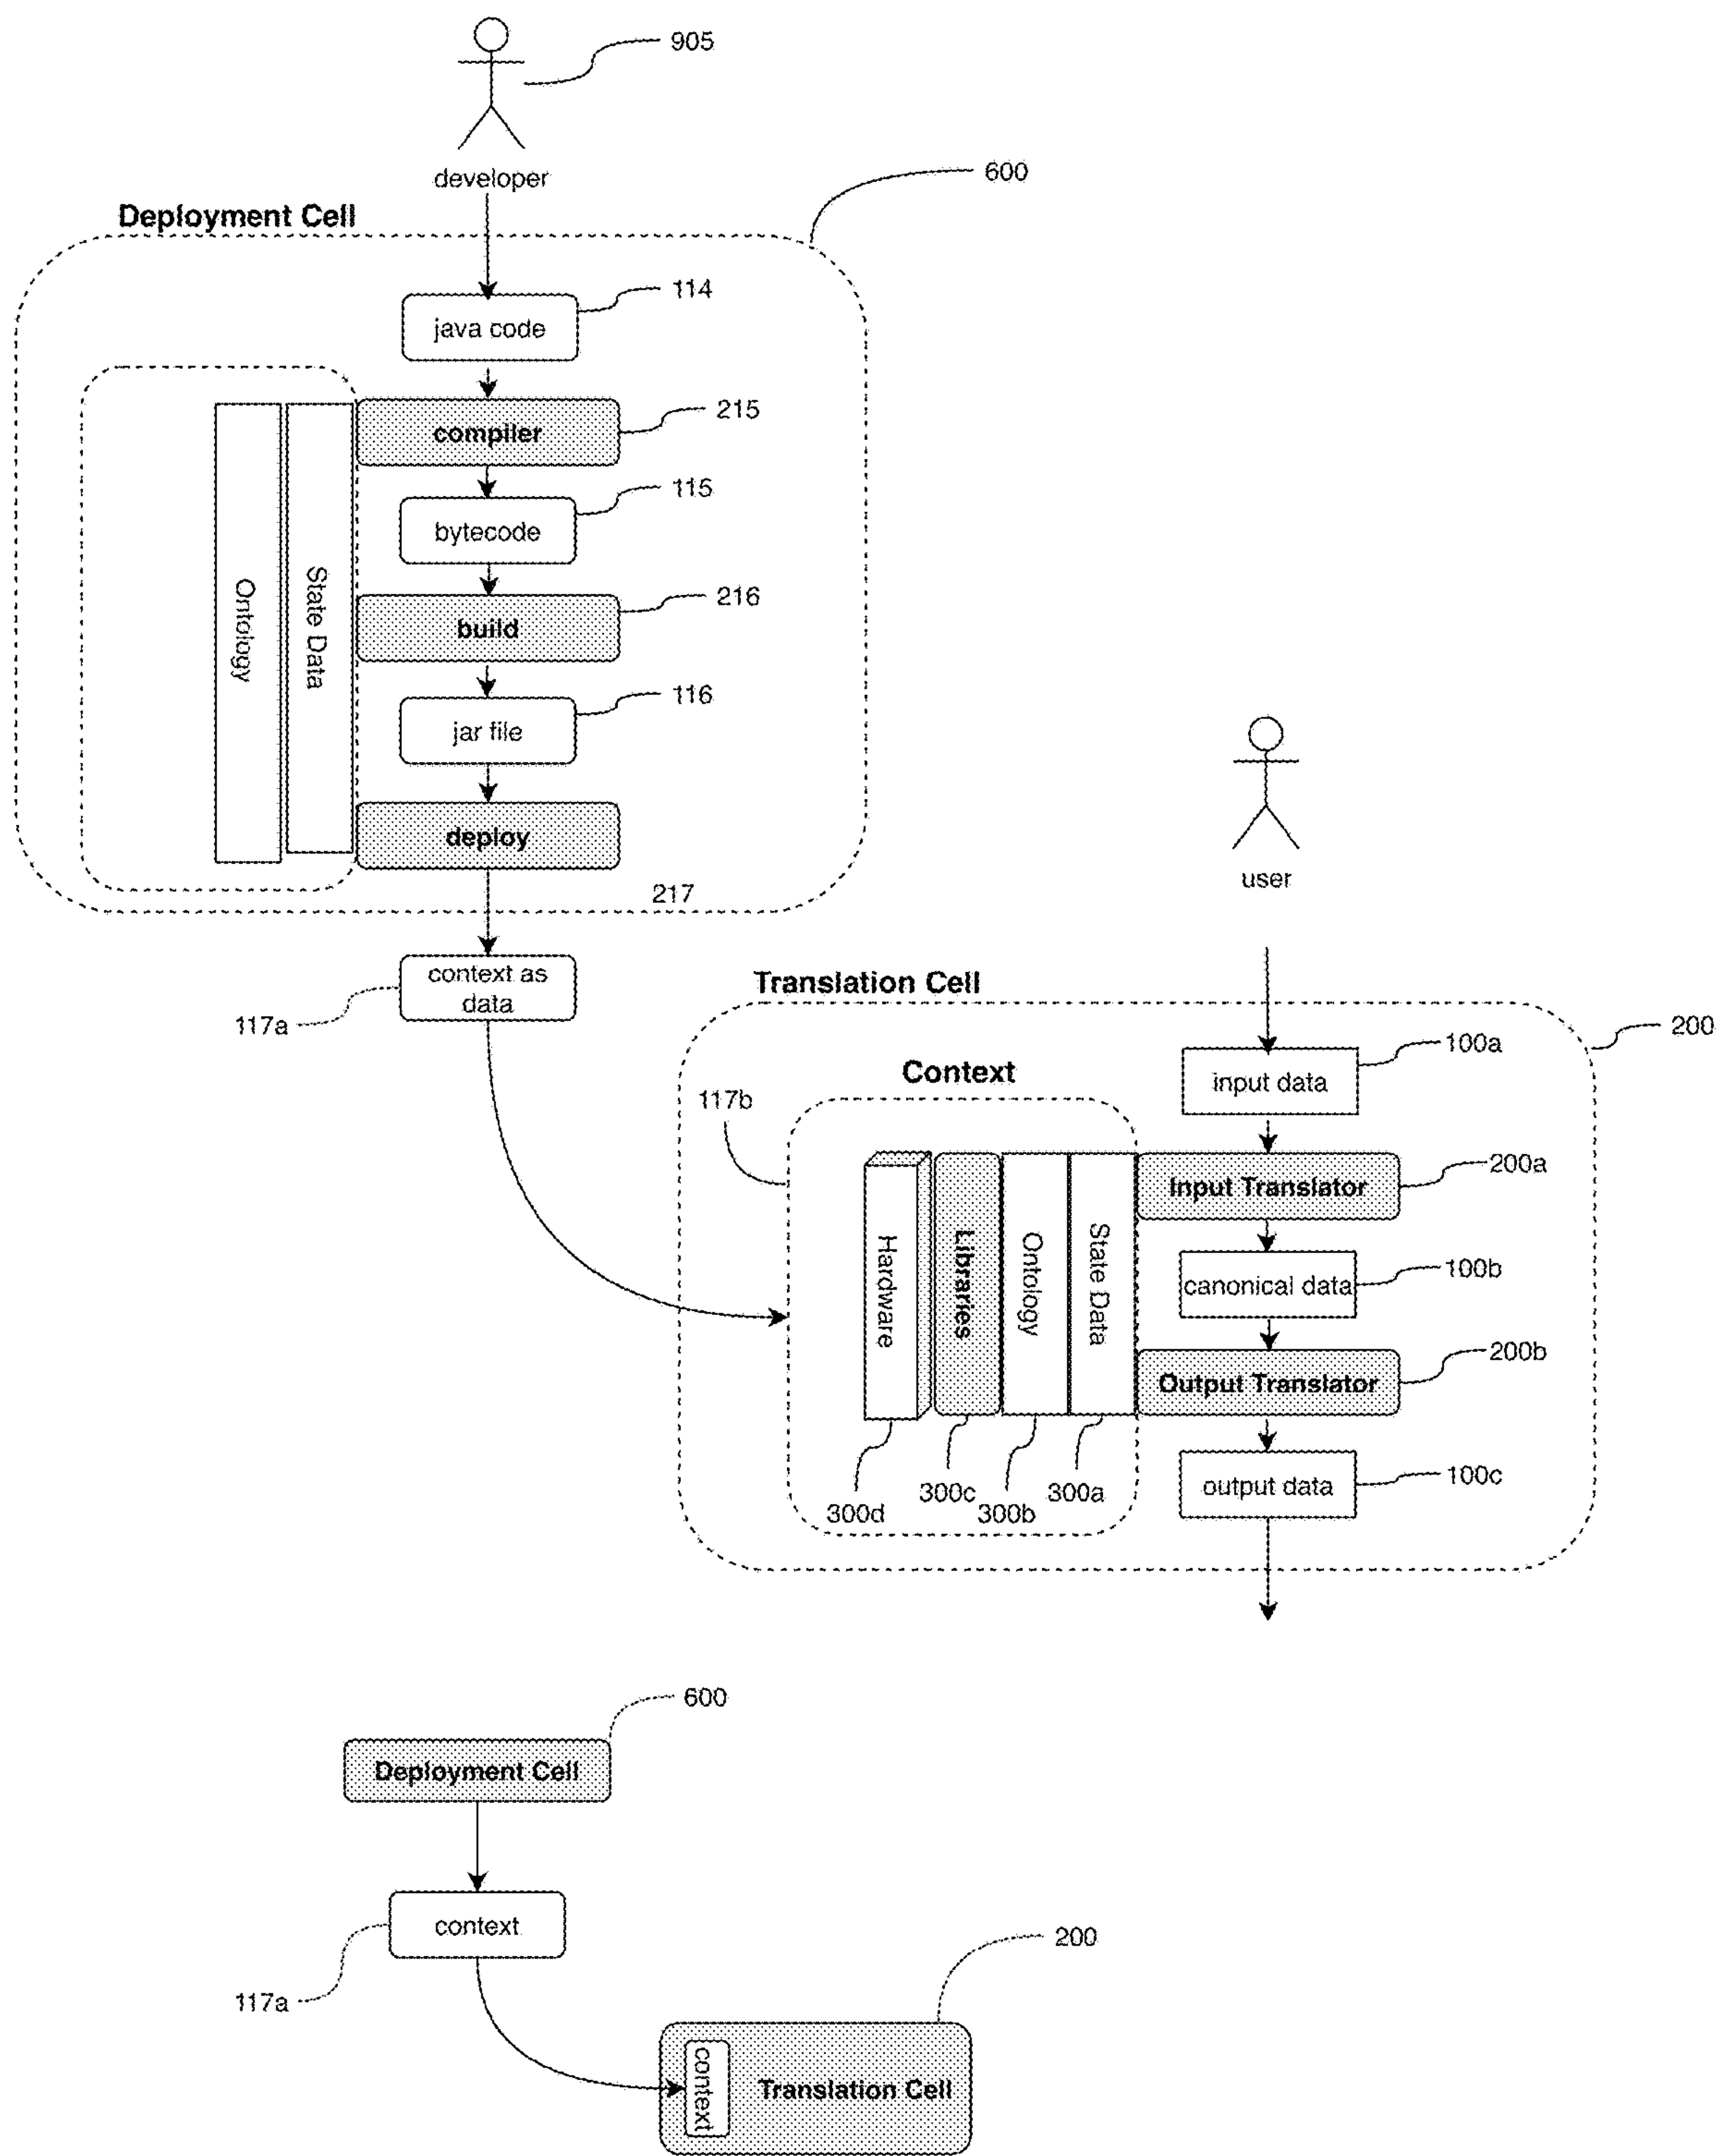 905
developer
600
Deployment Cell
114
java code
215
compiler
115
bytecode
216
build
Ontology
State Data
116
jar file
deploy
217
user
context as
data
117a
Translation Cell
200
100a
input data
Context
117b
200a
Input Translator
Hardware
Libraries
Ontology
State Data
100b
canonical data
200b
Output Translator
100c
output data
300d
300c
300b
300a
600
Deployment Cell
context
117a
200
context
Translation Cell